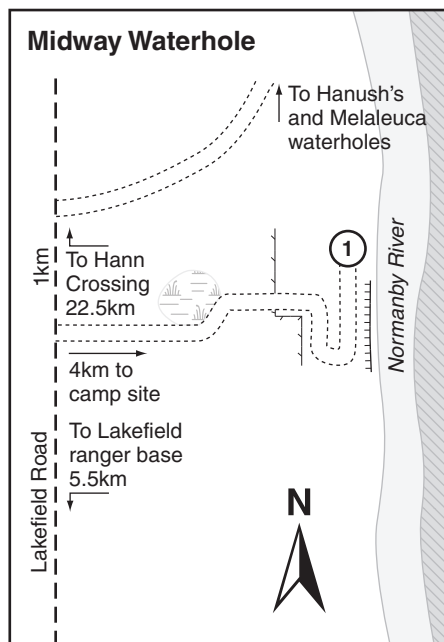 Midway Waterhole
To Hanush's
and Melaleuca
waterholes
1
Normanby River
1km
To Hann
Crossing
22.5km
4km to
camp site
To Lakefield
ranger base
5.5km
Lakefield Road
N